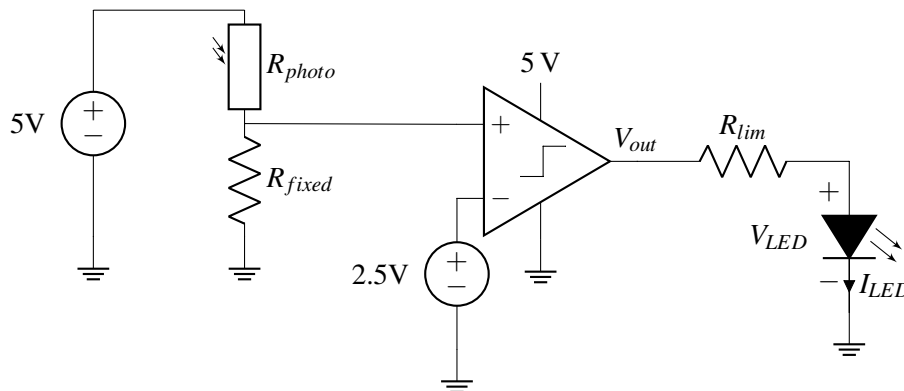 5V
+
−
R_photo
R_fixed
5 V
+
−
V_out
R_lim
2.5V
+
−
+
V_LED
−
I_LED